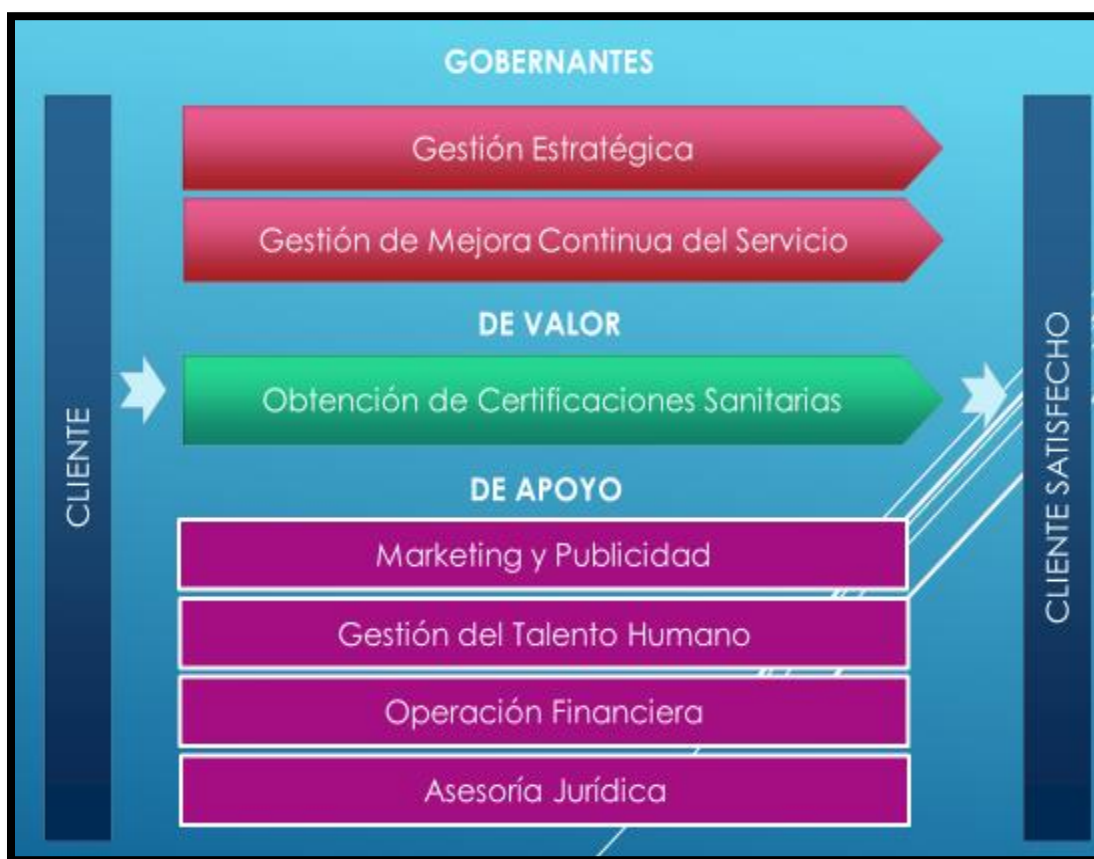 GOBERNANTES
Gestión Estratégica
Gestión de Mejora Continua del Servicio
DE VALOR
Obtención de Certificaciones Sanitarias
DE APOYO
Marketing y Publicidad
Gestión del Talento Humano
Operación Financiera
Asesoría Jurídica
CLIENTE
CLIENTE SATISFECHO